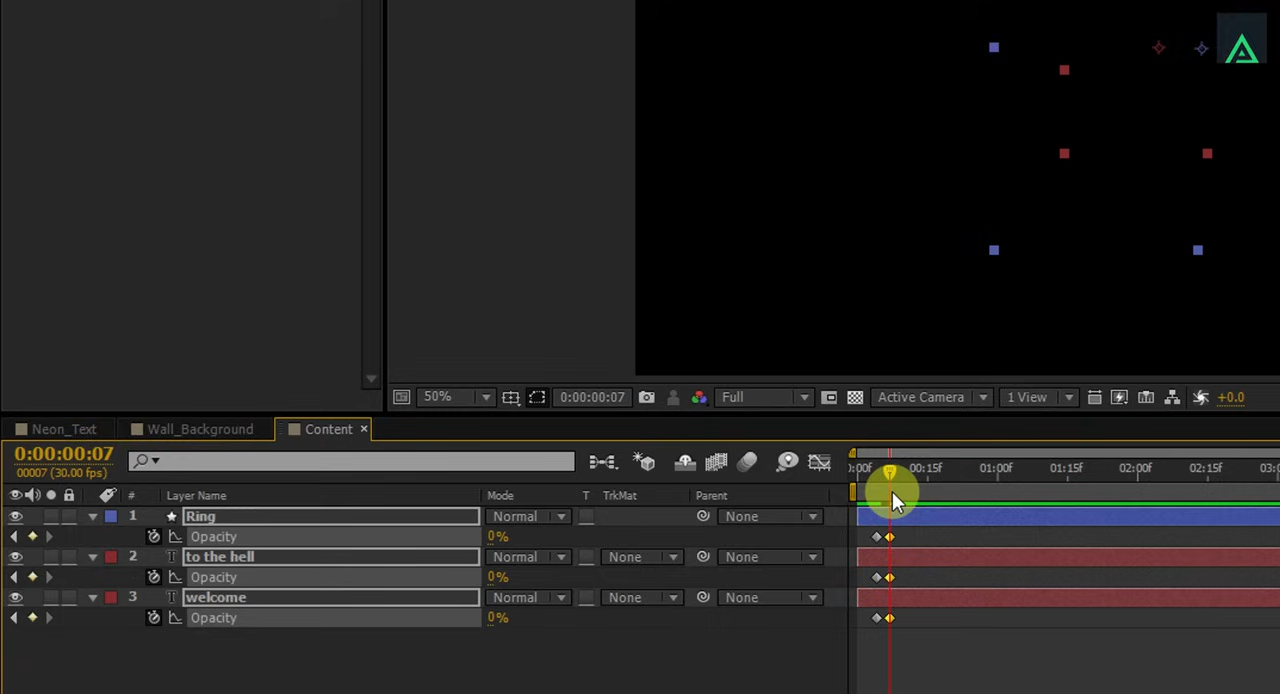 50%
0:00:00:07
Full
Active Camera
1 View
+0.0
Neon_Text
Wall_Background
Content ×
0:00:00:07
00007 (30.00 fps)
:00f 00:15f 01:00f 01:15f 02:00f 02:15f 03:0
# Layer Name Mode T TrkMat Parent
1 Ring Normal None
Opacity 0%
2 T to the hell Normal None None
Opacity 0%
3 T welcome Normal None None
Opacity 0%